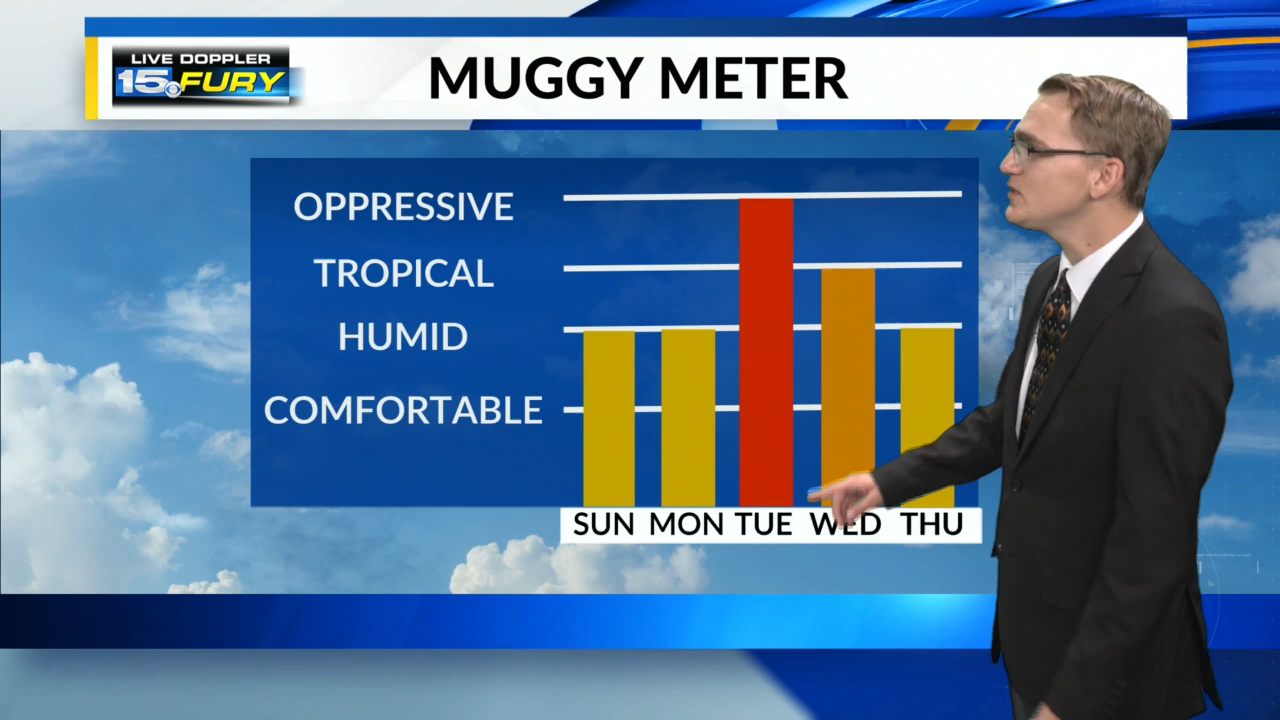 LIVE DOPPLER
15 FURY
MUGGY METER
OPPRESSIVE
TROPICAL
HUMID
COMFORTABLE
SUN MON TUE WED THU